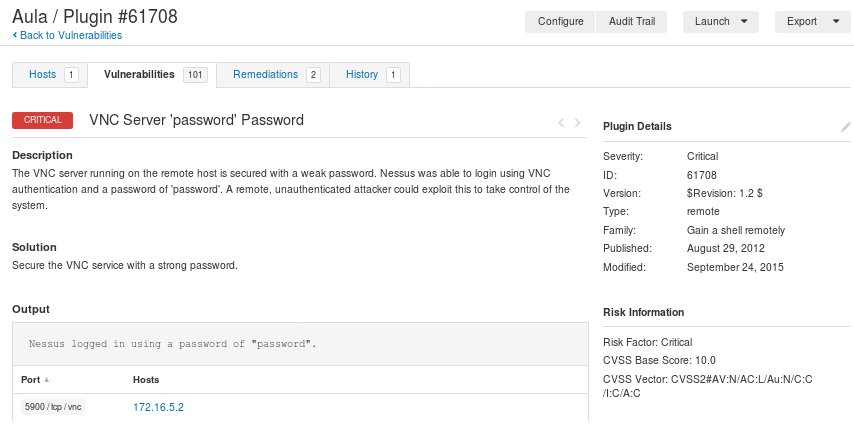 Aula / Plugin #61708
Back to Vulnerabilities
Configure Audit Trail Launch Export
Hosts 1 Vulnerabilities 101 Remediations 2 History 1
CRITICAL VNC Server 'password' Password
Description
The VNC server running on the remote host is secured with a weak password. Nessus was able to login using VNC
authentication and a password of 'password'. A remote, unauthenticated attacker could exploit this to take control of the
system.
Solution
Secure the VNC service with a strong password.
Output
Nessus logged in using a password of "password".
Port Hosts
5900 / tcp / vnc 172.16.5.2
Plugin Details
Severity: Critical
ID: 61708
Version: $Revision: 1.2 $
Type: remote
Family: Gain a shell remotely
Published: August 29, 2012
Modified: September 24, 2015
Risk Information
Risk Factor: Critical
CVSS Base Score: 10.0
CVSS Vector: CVSS2#AV:N/AC:L/Au:N/C:C
/I:C/A:C